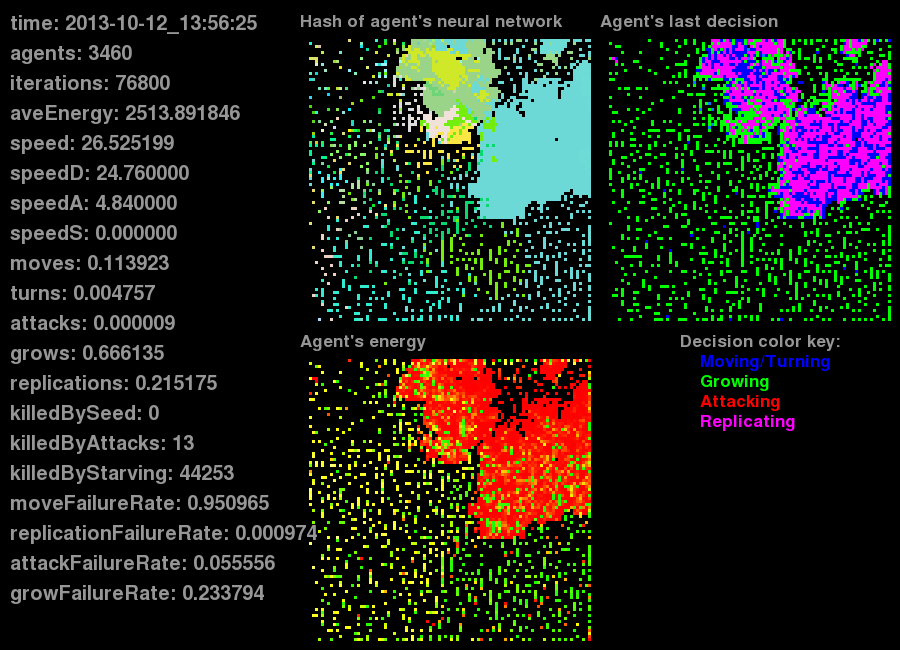 time: 2013-10-12_13:56:25
agents: 3460
iterations: 76800
aveEnergy: 2513.891846
speed: 26.525199
speedD: 24.760000
speedA: 4.840000
speedS: 0.000000
moves: 0.113923
turns: 0.004757
attacks: 0.000009
grows: 0.666135
replications: 0.215175
killedBySeed: 0
killedByAttacks: 13
killedByStarving: 44253
moveFailureRate: 0.950965
replicationFailureRate: 0.000974
attackFailureRate: 0.055556
growFailureRate: 0.233794
Hash of agent's neural network
Agent's last decision
Agent's energy
Decision color key:
Moving/Turning
Growing
Attacking
Replicating